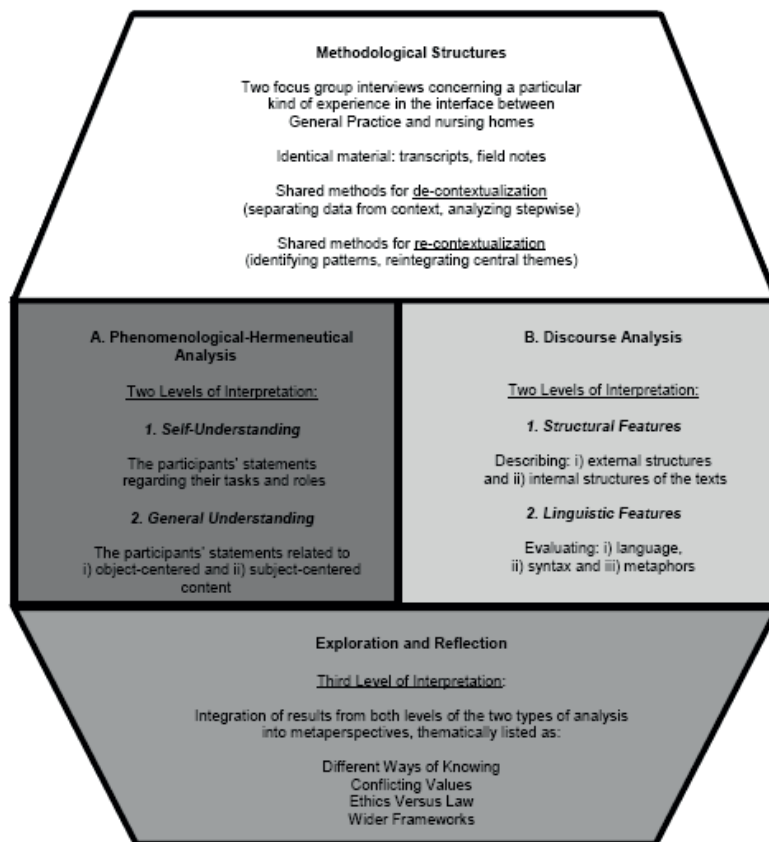 Methodological Structures
Two focus group interviews concerning a particular
kind of experience in the interface between
General Practice and nursing homes
Identical material: transcripts, field notes
Shared methods for de-contextualization
(separating data from context, analyzing stepwise)
Shared methods for re-contextualization
(identifying patterns, reintegrating central themes)
A. Phenomenological-Hermeneutical
Analysis
Two Levels of Interpretation:
1. Self-Understanding
The participants' statements
regarding their tasks and roles
2. General Understanding
The participants' statements related to
i) object-centered and ii) subject-centered
content
B. Discourse Analysis
Two Levels of Interpretation:
1. Structural Features
Describing: i) external structures
and ii) internal structures of the texts
2. Linguistic Features
Evaluating: i) language,
ii) syntax and iii) metaphors
Exploration and Reflection
Third Level of Interpretation:
Integration of results from both levels of the two types of analysis
into metaperspectives, thematically listed as:
Different Ways of Knowing
Conflicting Values
Ethics Versus Law
Wider Frameworks